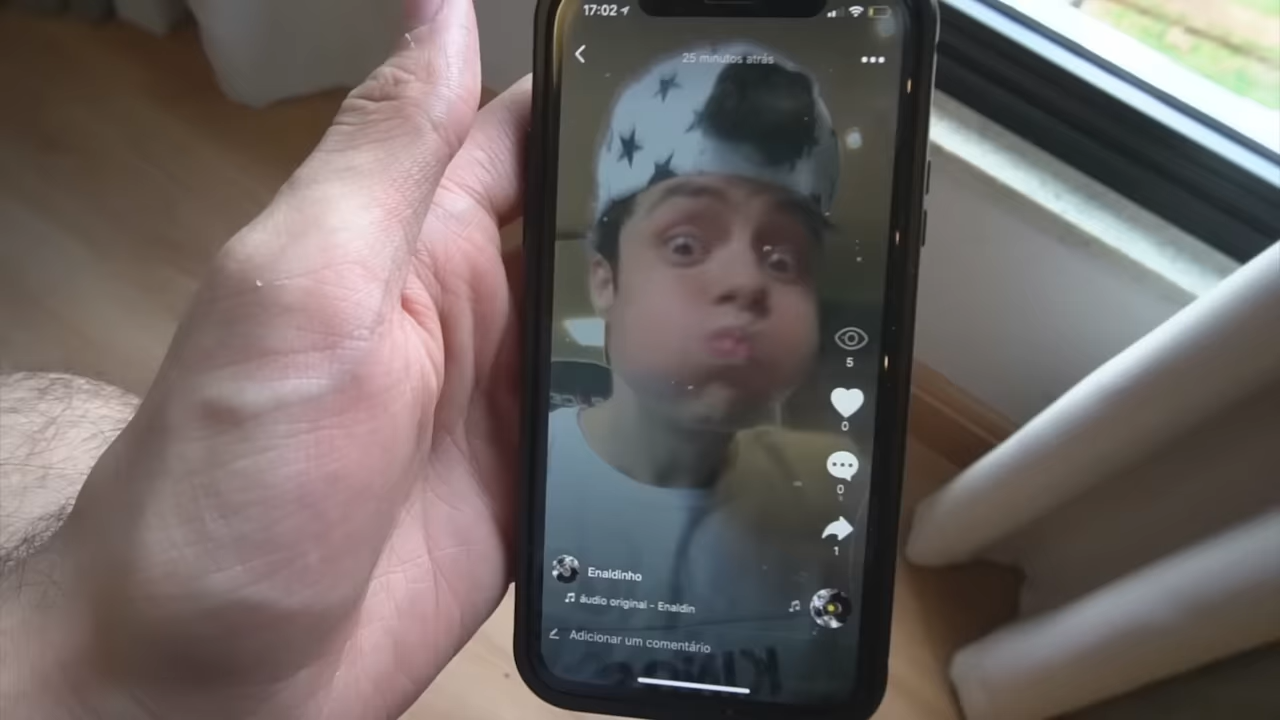 17:02
25 minutos atrás
5
0
0
1
Enaldinho
áudio original - Enaldin
Adicionar um comentário